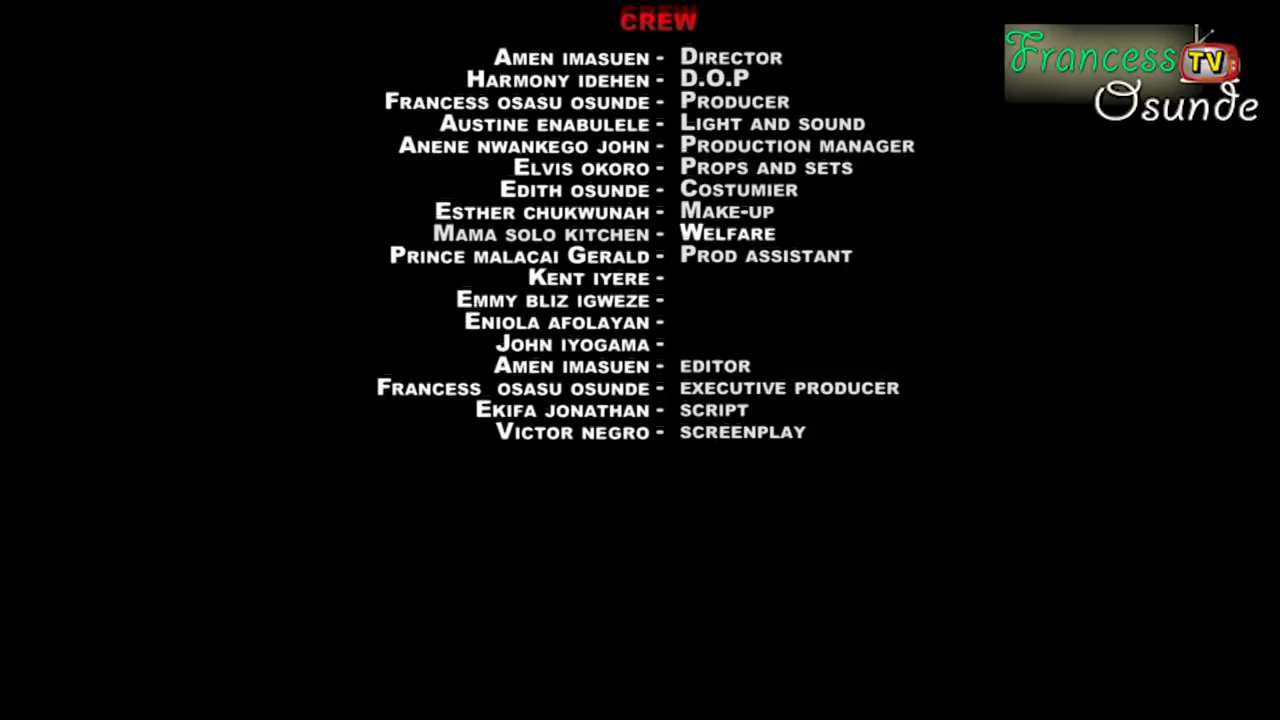 CREW
AMEN IMASUEN - DIRECTOR
HARMONY IDEHEN - D.O.P
FRANCESS OSASU OSUNDE - PRODUCER
AUSTINE ENABULELE - LIGHT AND SOUND
ANENE NWANKEGO JOHN - PRODUCTION MANAGER
ELVIS OKORO - PROPS AND SETS
EDITH OSUNDE - COSTUMIER
ESTHER CHUKWUNAH - MAKE-UP
MAMA SOLO KITCHEN - WELFARE
PRINCE MALACAI GERALD - PROD ASSISTANT
KENT IYERE -
EMMY BLIZ IGWEZE -
ENIOLA AFOLAYAN -
JOHN IYOGAMA -
AMEN IMASUEN - EDITOR
FRANCESS OSASU OSUNDE - EXECUTIVE PRODUCER
EKIFA JONATHAN - SCRIPT
VICTOR NEGRO - SCREENPLAY
Francess TV
Osunde